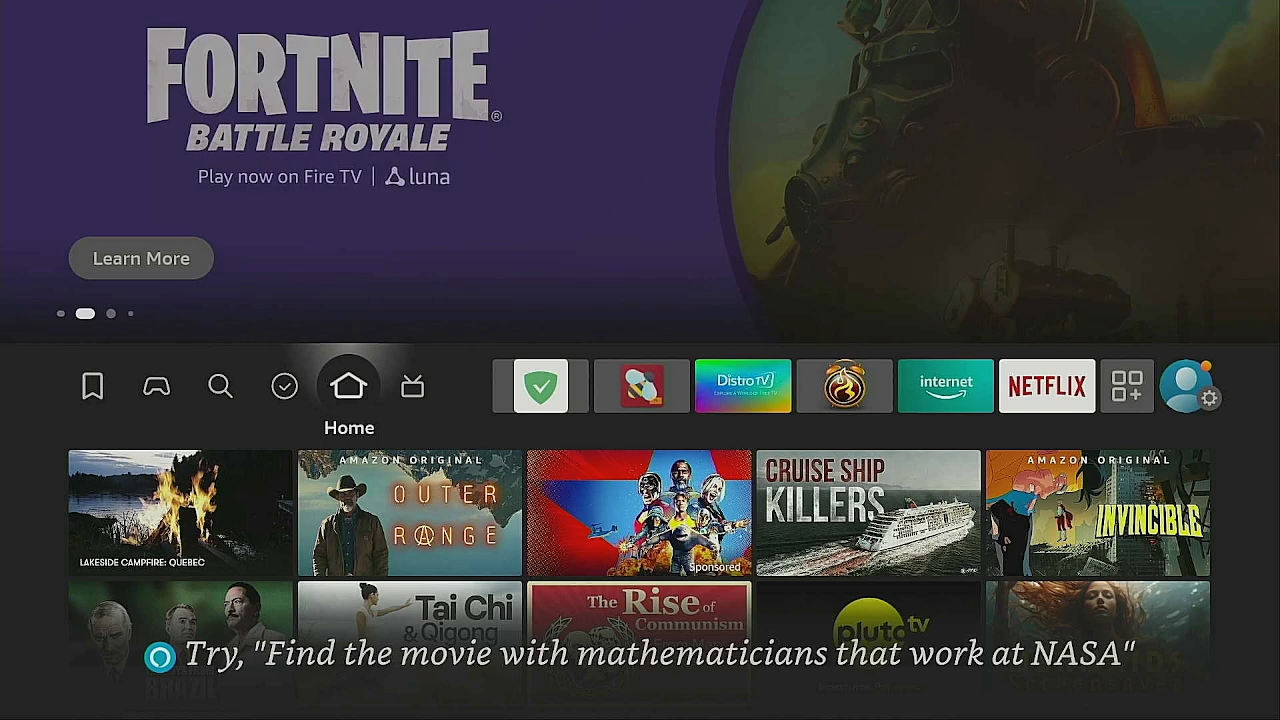 FORTNITE®
BATTLE ROYALE
Play now on Fire TV | luna
Learn More
DistroTV
internet
NETFLIX
Home
LAKESIDE CAMPFIRE: QUEBEC
AMAZON ORIGINAL
OUTER
RANGE
Sponsored
CRUISE SHIP
KILLERS
AMAZON ORIGINAL
INVINCIBLE
BRAZIL
Tai Chi
& Qigong
The Rise of
Communism
pluto tv
Try, "Find the movie with mathematicians that work at NASA"